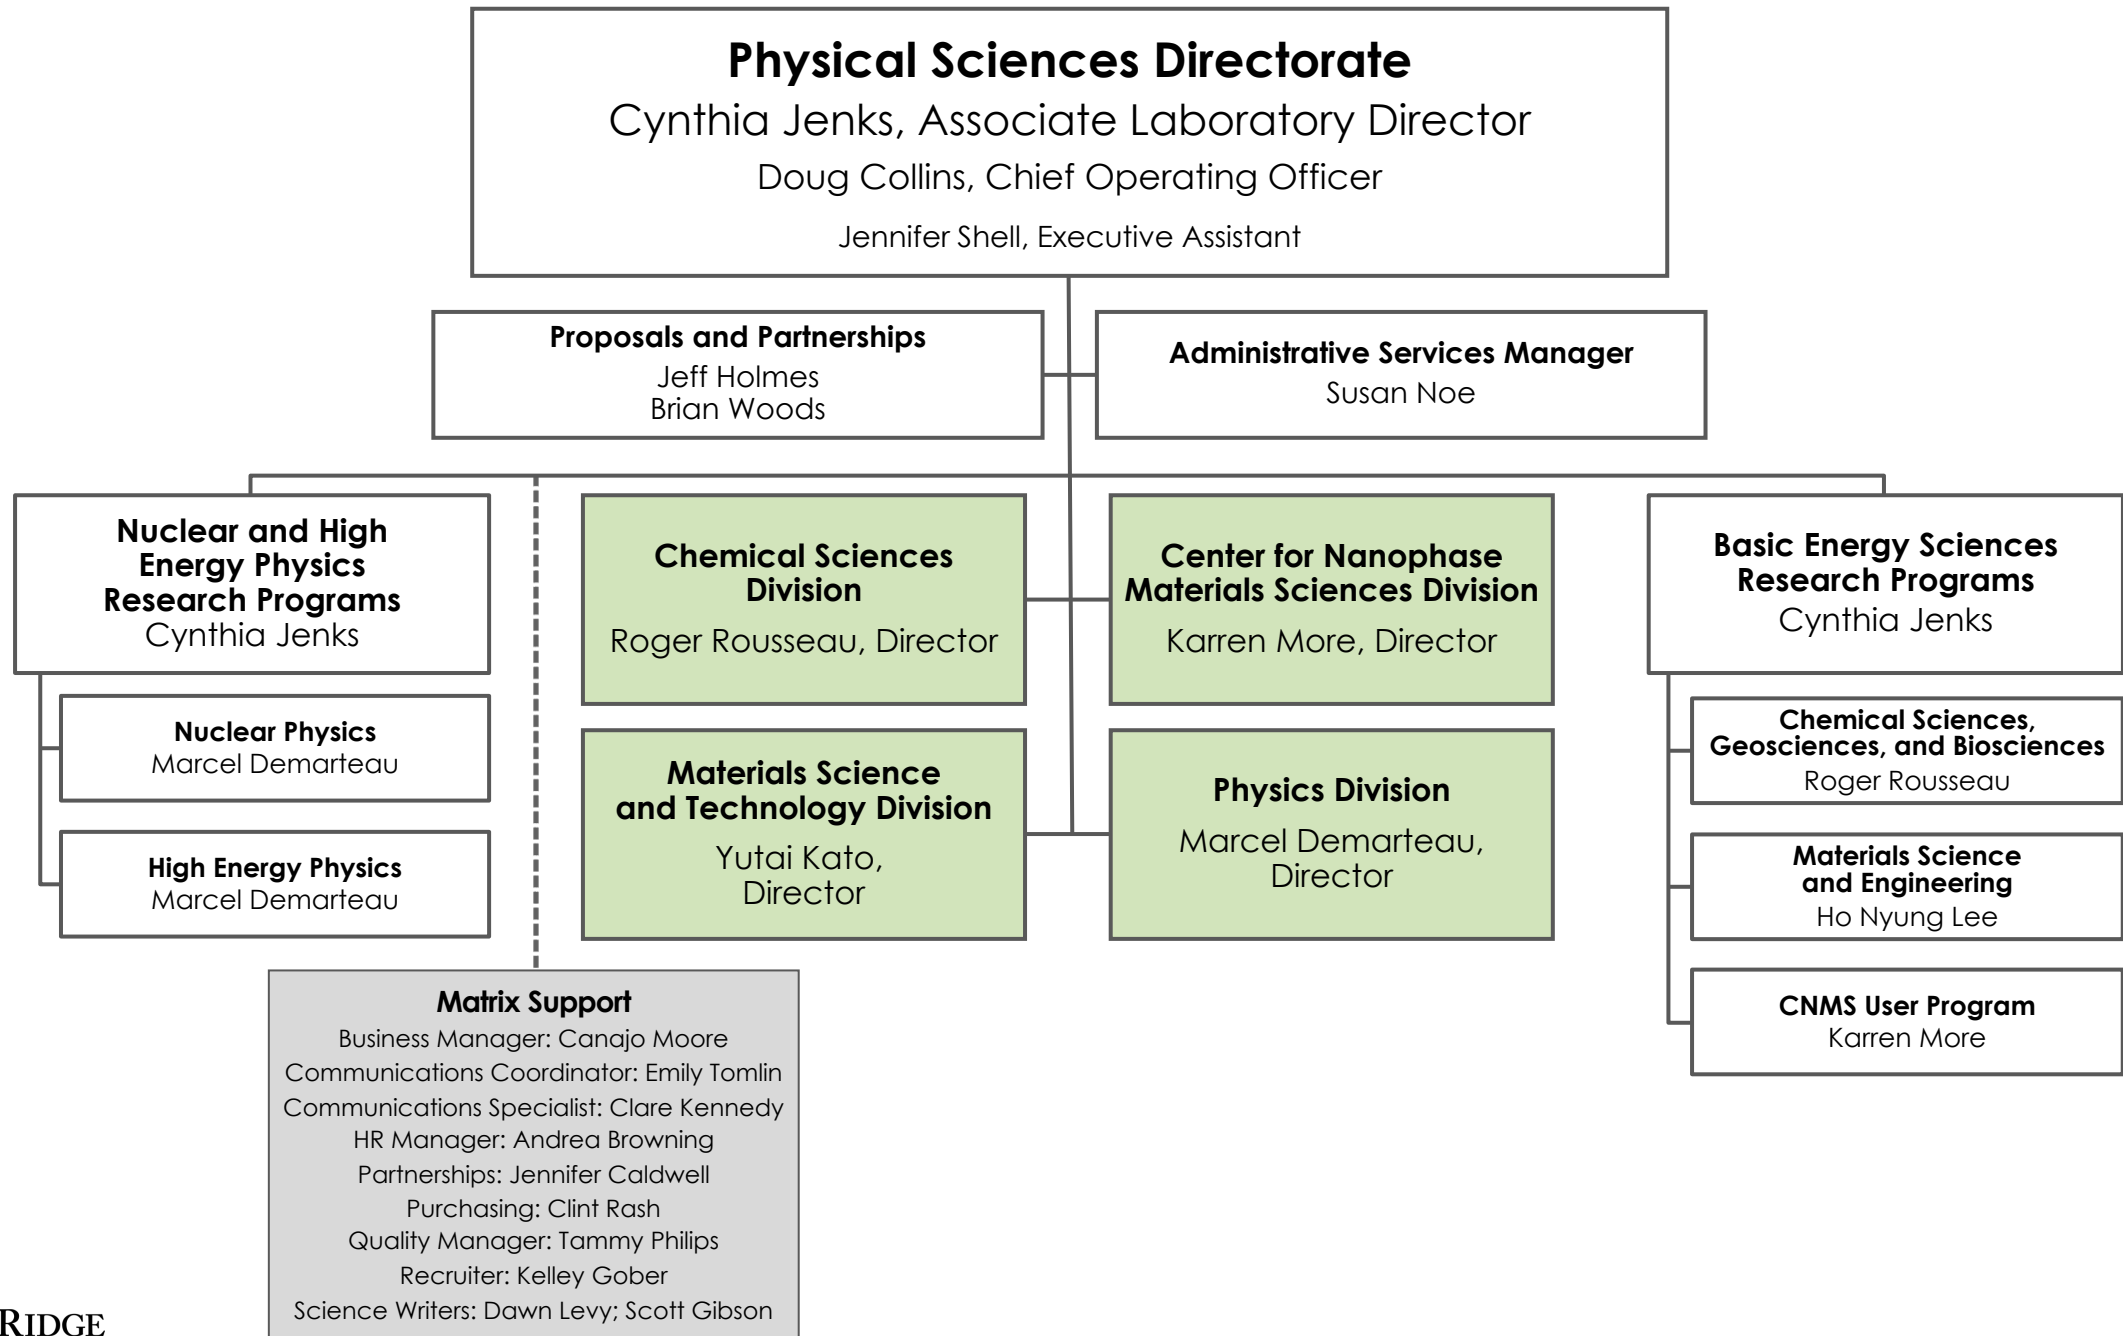 Physical Sciences Directorate
Cynthia Jenks, Associate Laboratory Director
Doug Collins, Chief Operating Officer
Jennifer Shell, Executive Assistant
Proposals and Partnerships
Jeff Holmes
Brian Woods
Administrative Services Manager
Susan Noe
Nuclear and High
Energy Physics
Research Programs
Cynthia Jenks
Nuclear Physics
Marcel Demarteau
High Energy Physics
Marcel Demarteau
Chemical Sciences
Division
Roger Rousseau, Director
Center for Nanophase
Materials Sciences Division
Karren More, Director
Materials Science
and Technology Division
Yutai Kato,
Director
Physics Division
Marcel Demarteau,
Director
Basic Energy Sciences
Research Programs
Cynthia Jenks
Chemical Sciences,
Geosciences, and Biosciences
Roger Rousseau
Materials Science
and Engineering
Ho Nyung Lee
CNMS User Program
Karren More
Matrix Support
Business Manager: Canajo Moore
Communications Coordinator: Emily Tomlin
Communications Specialist: Clare Kennedy
HR Manager: Andrea Browning
Partnerships: Jennifer Caldwell
Purchasing: Clint Rash
Quality Manager: Tammy Philips
Recruiter: Kelley Gober
Science Writers: Dawn Levy; Scott Gibson
RIDGE